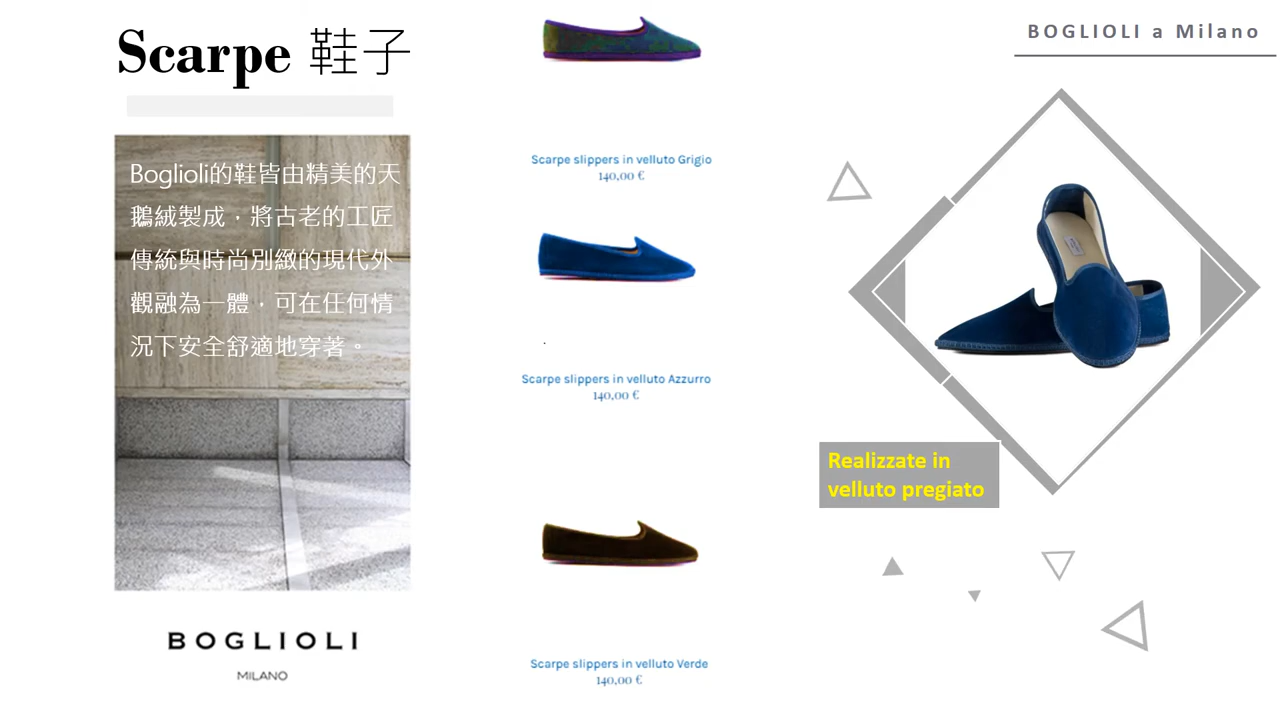 Scarpe 鞋子
Boglioli的鞋皆由精美的天
鵝絨製成，將古老的工匠
傳統與時尚別緻的現代外
觀融為一體，可在任何情
況下安全舒適地穿著。
BOGLIOLI
MILANO
Scarpe slippers in velluto Grigio
140,00 €
Scarpe slippers in velluto Azzurro
140,00 €
Scarpe slippers in velluto Verde
140,00 €
BOGLIOLI a Milano
Realizzate in
velluto pregiato